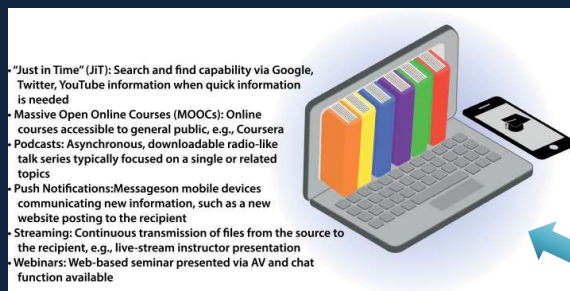 • “Just in Time” (JiT): Search and find capability via Google,
Twitter, YouTube information when quick information
is needed
• Massive Open Online Courses (MOOCs): Online
courses accessible to general public, e.g., Coursera
• Podcasts: Asynchronous, downloadable radio-like
talk series typically focused on a single or related
topics
• Push Notifications:Messageson mobile devices
communicating new information, such as a new
website posting to the recipient
• Streaming: Continuous transmission of files from the source to
the recipient, e.g., live-stream instructor presentation
• Webinars: Web-based seminar presented via AV and chat
function available